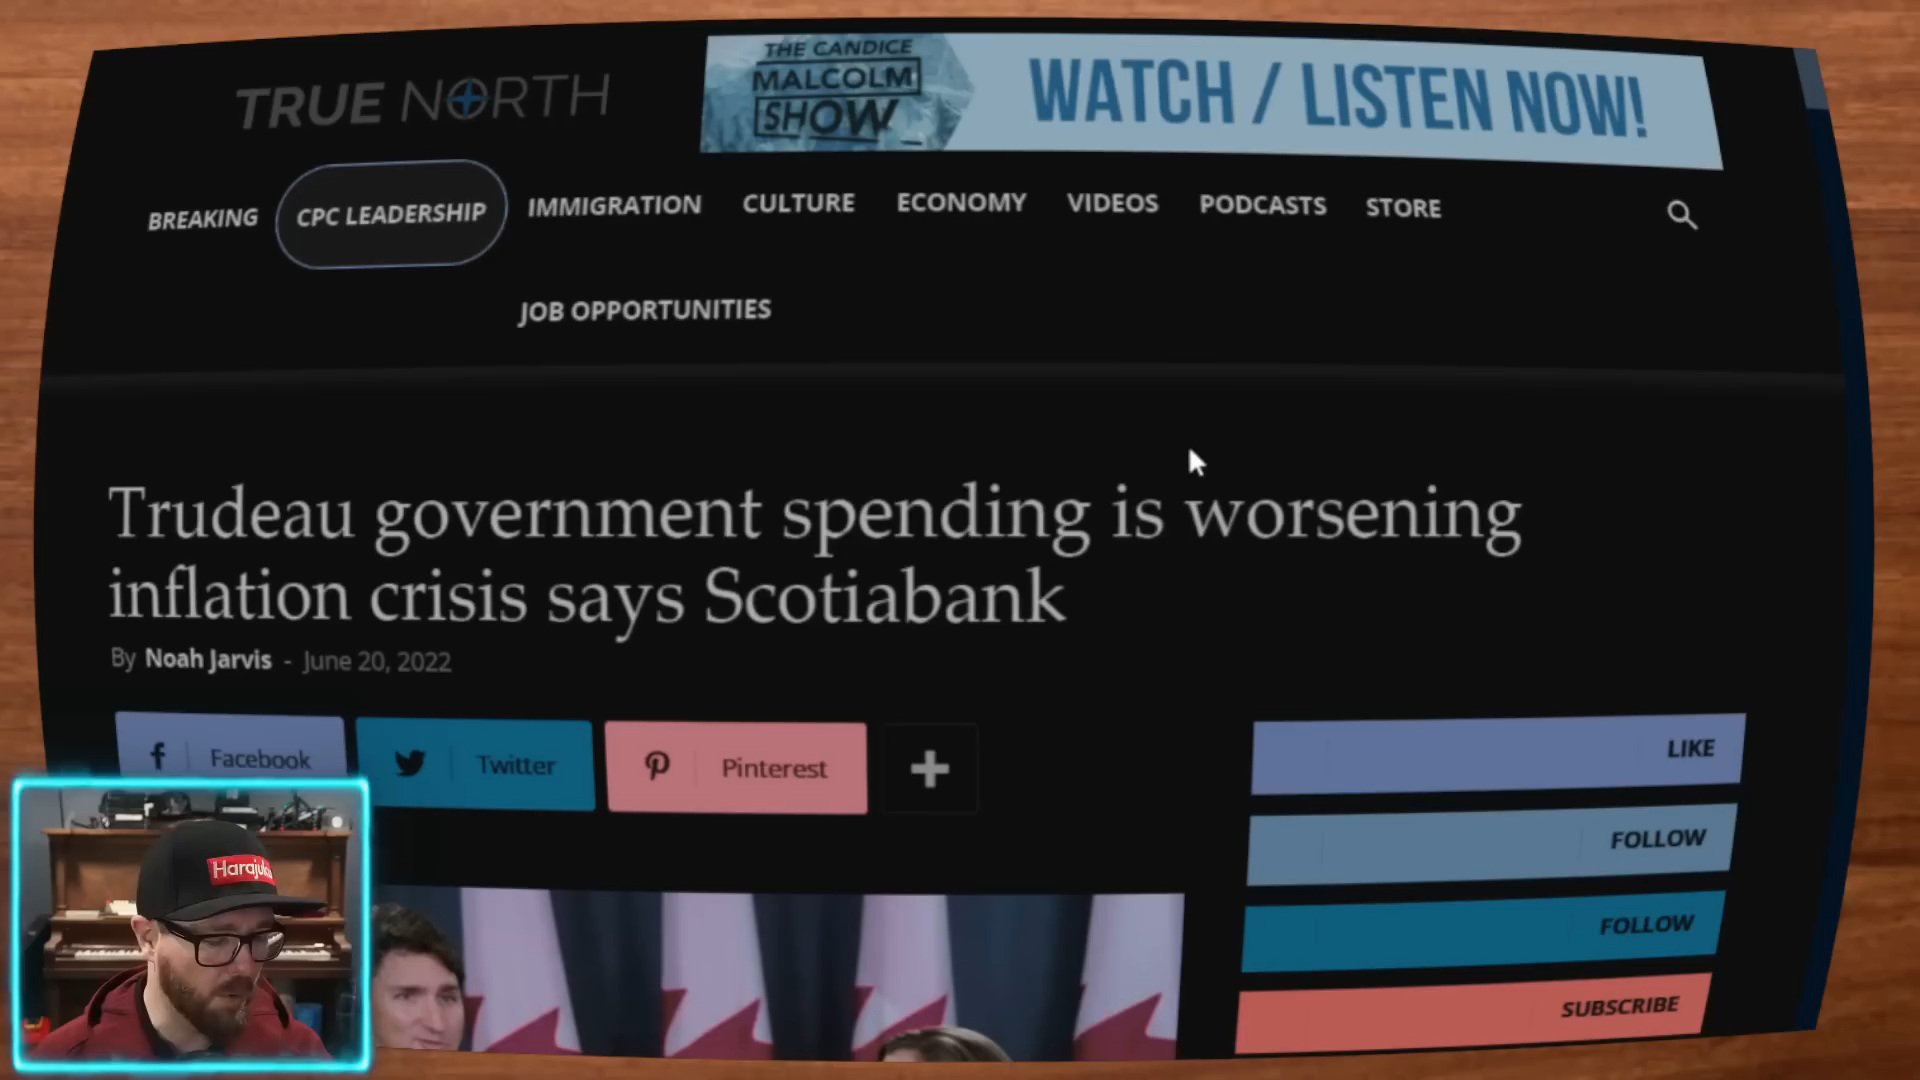 TRUE NORTH
THE CANDICE
MALCOLM
SHOW
WATCH / LISTEN NOW!
BREAKING
CPC LEADERSHIP
IMMIGRATION
CULTURE
ECONOMY
VIDEOS
PODCASTS
STORE
JOB OPPORTUNITIES
Trudeau government spending is worsening
inflation crisis says Scotiabank
By Noah Jarvis - June 20, 2022
Facebook
Twitter
Pinterest
LIKE
FOLLOW
FOLLOW
SUBSCRIBE